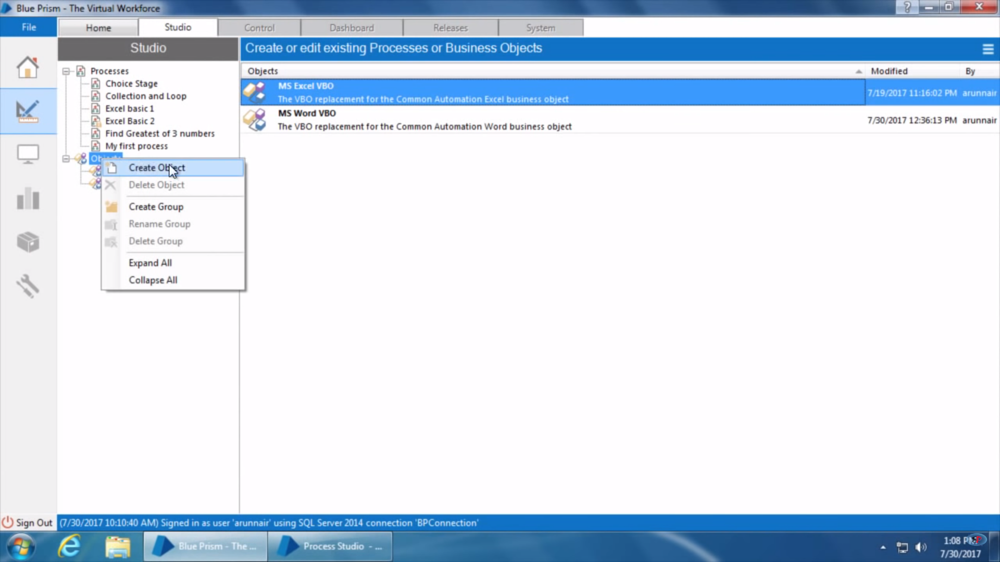 Blue Prism - The Virtual Workforce
File
Home
Studio
Control
Dashboard
Releases
System
Studio
Create or edit existing Processes or Business Objects
Processes
Choice Stage
Collection and Loop
Excel basic 1
Excel Basic 2
Find Greatest of 3 numbers
My first process
Objects
Modified
By
MS Excel VBO
The VBO replacement for the Common Automation Excel business object
7/19/2017 11:16:02 PM
arunnair
MS Word VBO
The VBO replacement for the Common Automation Word business object
7/30/2017 12:36:13 PM
arunnair
Create Object
Delete Object
Create Group
Rename Group
Delete Group
Expand All
Collapse All
Sign Out
(7/30/2017 10:10:40 AM) Signed in as user 'arunnair' using SQL Server 2014 connection 'BPConnection'
Blue Prism - The ...
Process Studio - ...
1:08 PM
7/30/2017